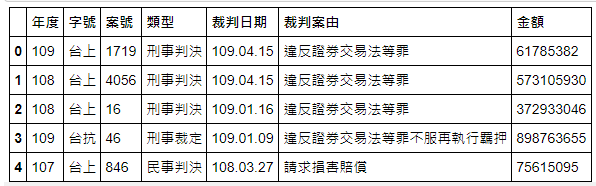 年度 字號 案號 類型 裁判日期 裁判案由 金額
0 109 台上 1719 刑事判決 109.04.15 違反證券交易法等罪 61785382
1 108 台上 4056 刑事判決 109.04.15 違反證券交易法等罪 573105930
2 108 台上 16 刑事判決 109.01.16 違反證券交易法等罪 372933046
3 109 台抗 46 刑事裁定 109.01.09 違反證券交易法等罪不服再執行羈押 898763655
4 107 台上 846 民事判決 108.03.27 請求損害賠償 75615095